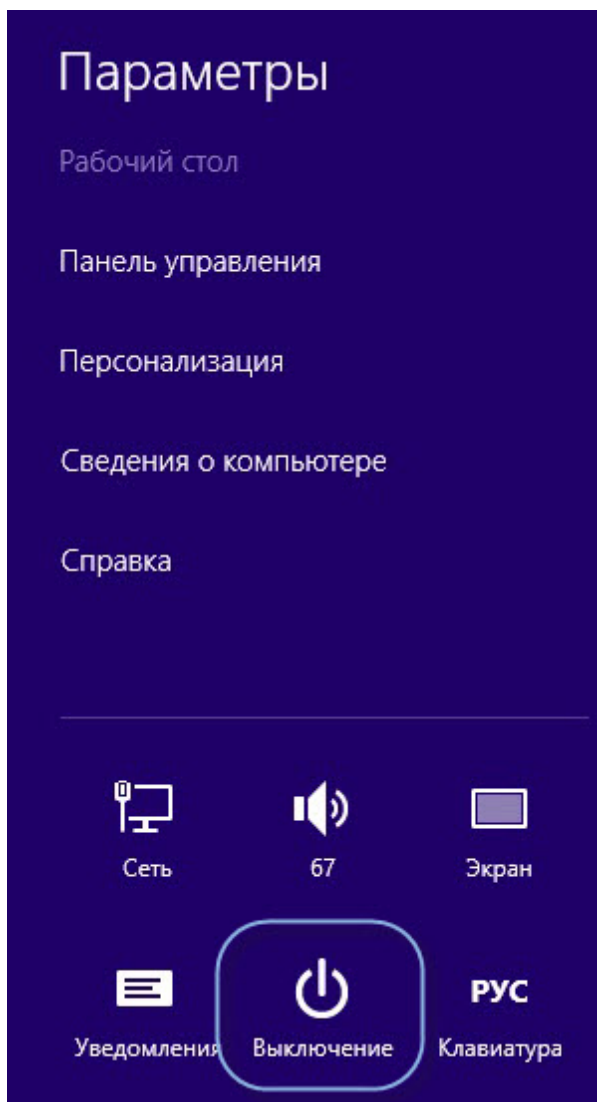 Параметры
Рабочий стол
Панель управления
Персонализация
Сведения о компьютере
Справка
Сеть 67 Экран
РУС
Уведомления Выключение Клавиатура